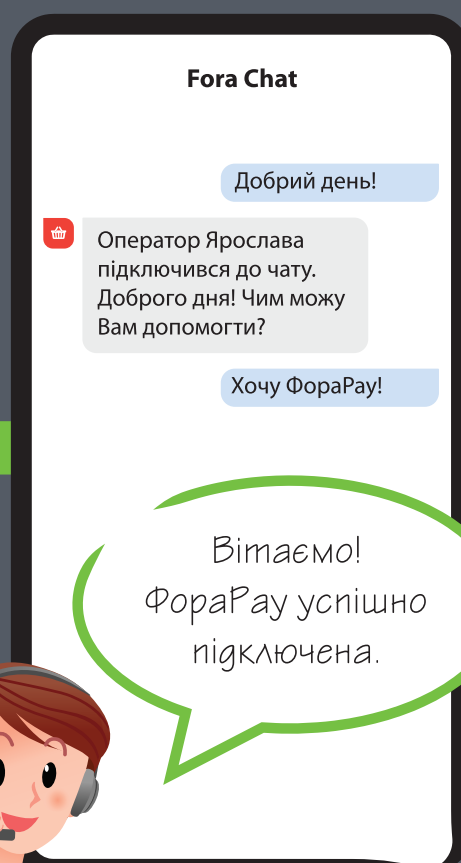 Fora Chat
Добрий день!
Оператор Ярослава
підключився до чату.
Доброго дня! Чим можу
Вам допомогти?
Хочу ФораPay!
Вітаємо!
ФораPay успішно
підключена.